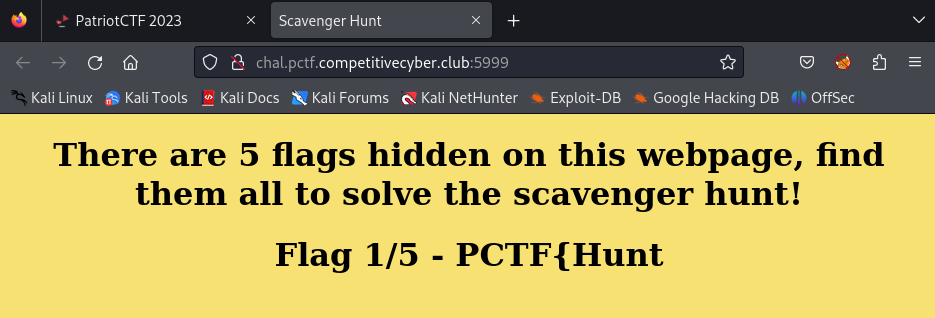 PatriotCTF 2023
Scavenger Hunt
chal.pctf.competitivecyber.club:5999
Kali Linux Kali Tools Kali Docs Kali Forums Kali NetHunter Exploit-DB Google Hacking DB OffSec
There are 5 flags hidden on this webpage, find
them all to solve the scavenger hunt!
Flag 1/5 - PCTF{Hunt